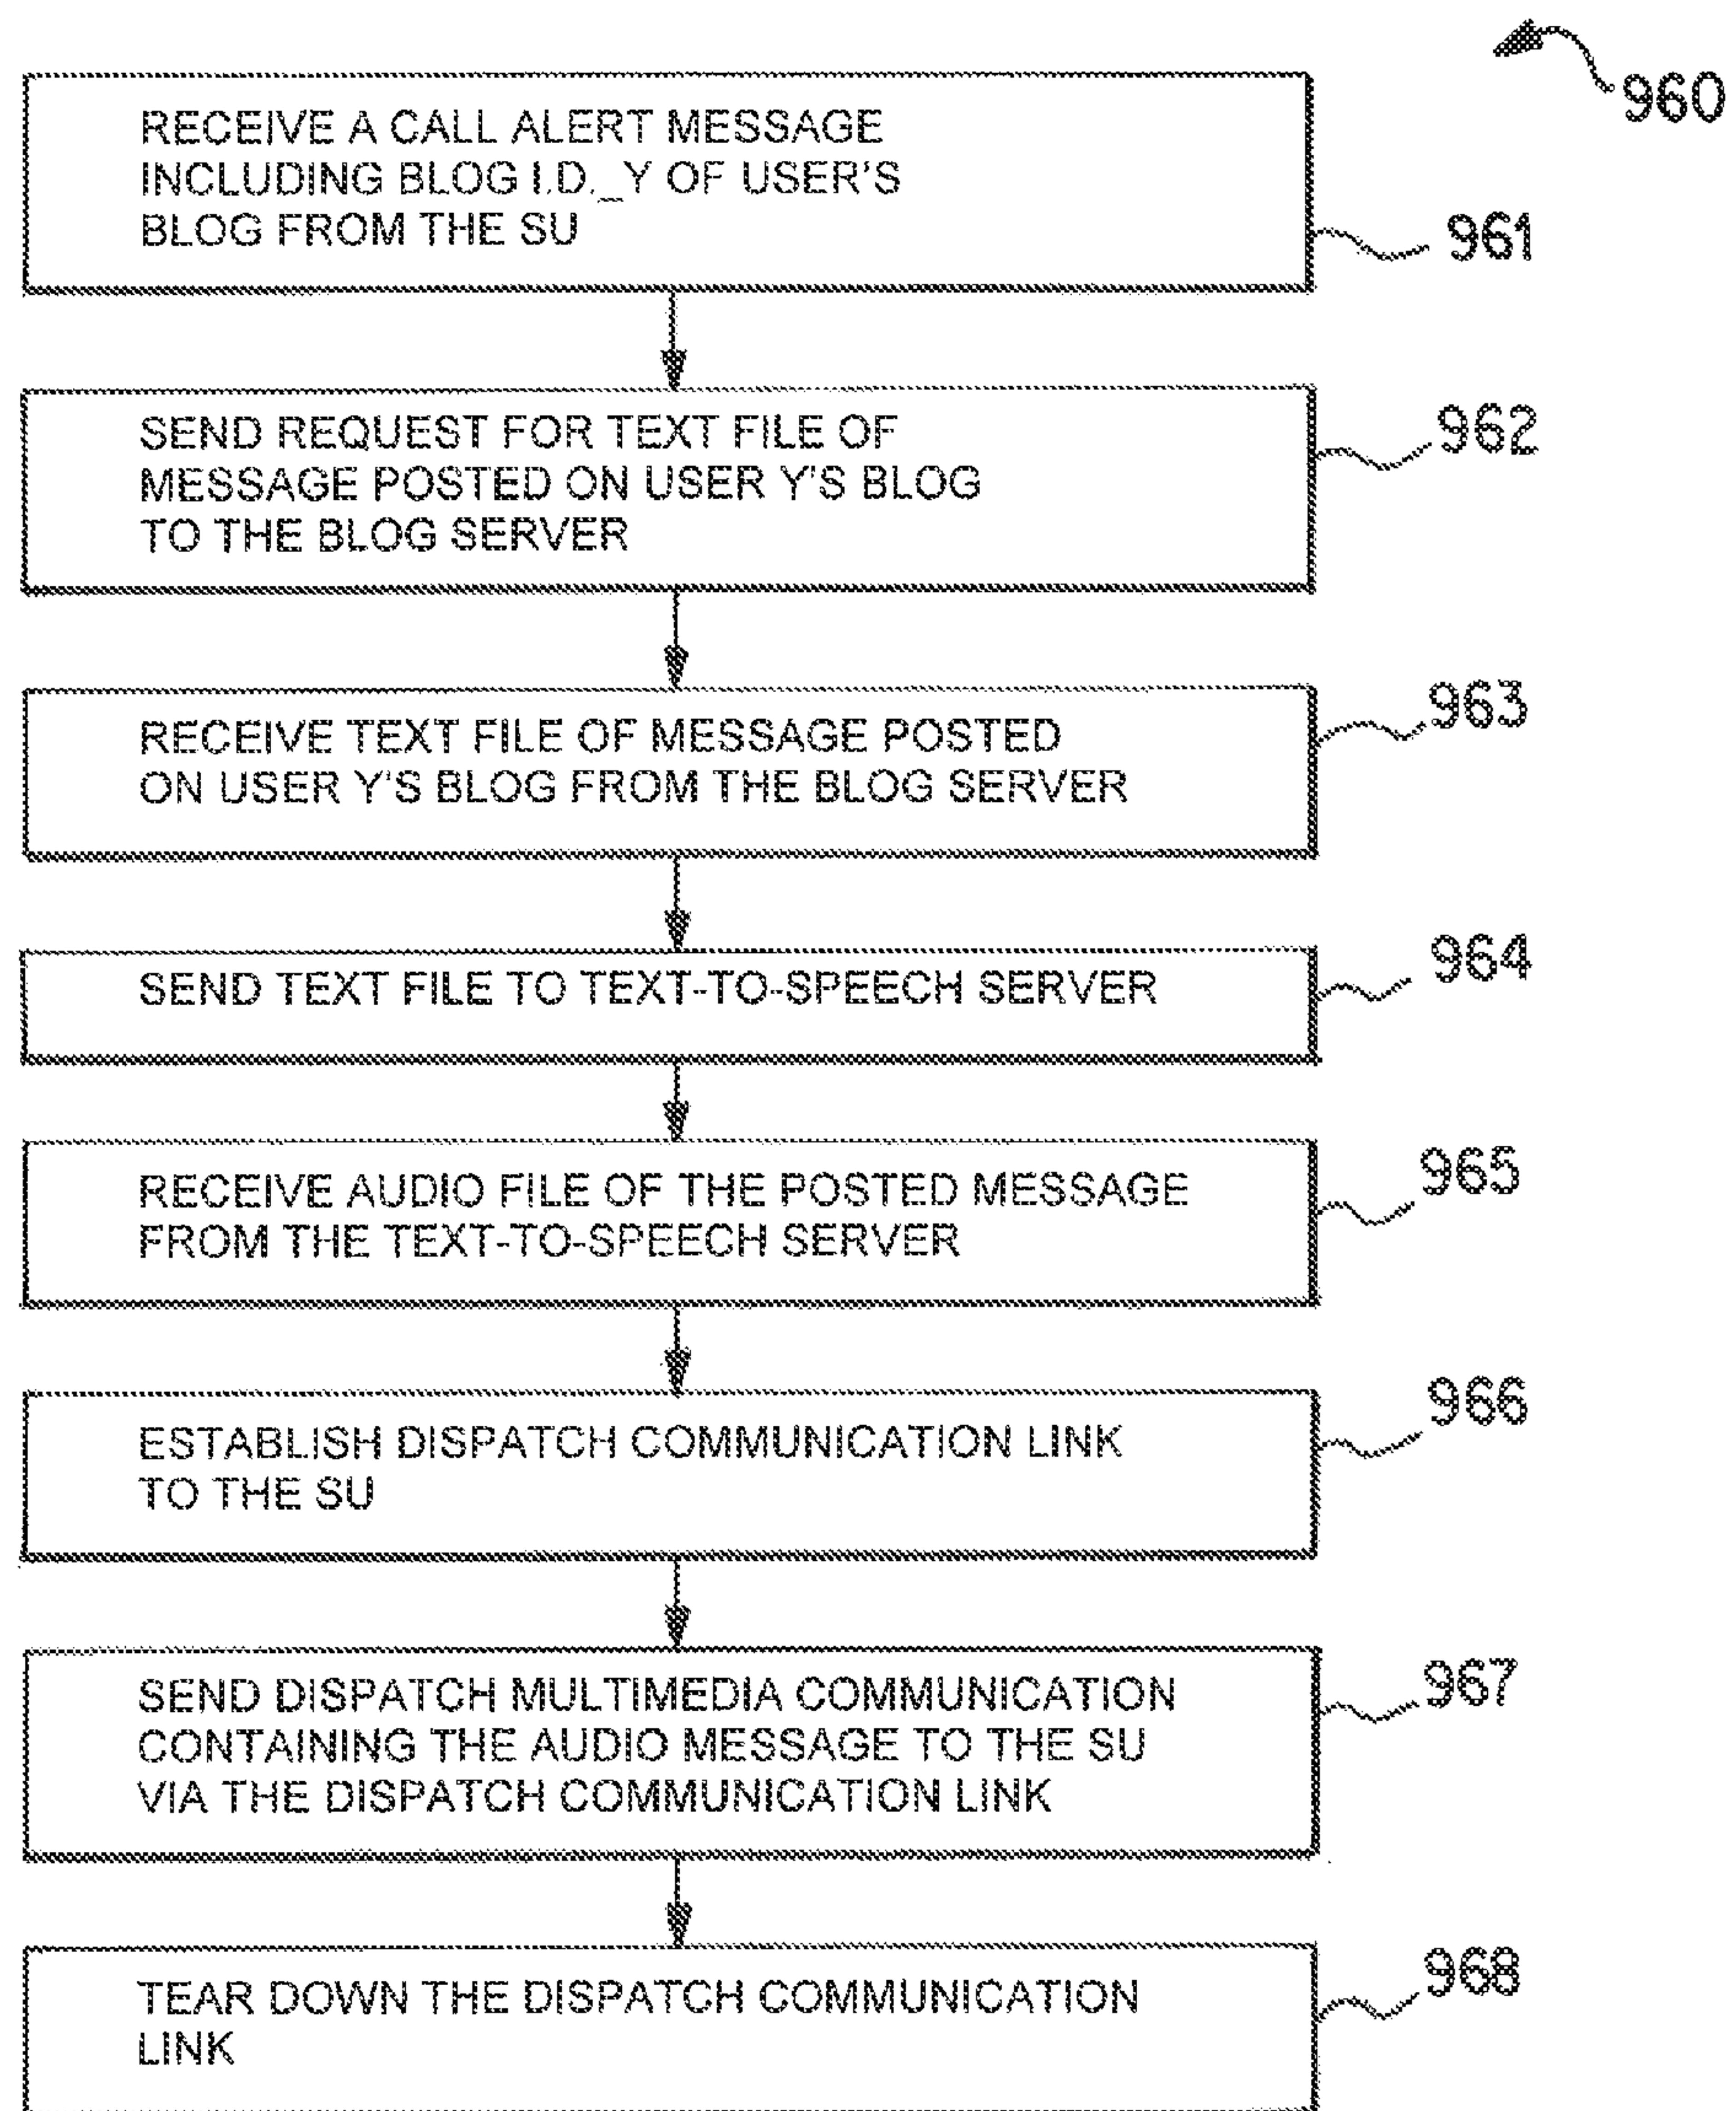 960
RECEIVE A CALL ALERT MESSAGE
INCLUDING BLOG I.D._Y OF USER'S
BLOG FROM THE SU
961
SEND REQUEST FOR TEXT FILE OF
MESSAGE POSTED ON USER Y'S BLOG
TO THE BLOG SERVER
962
RECEIVE TEXT FILE OF MESSAGE POSTED
ON USER Y'S BLOG FROM THE BLOG SERVER
963
SEND TEXT FILE TO TEXT-TO-SPEECH SERVER
964
RECEIVE AUDIO FILE OF THE POSTED MESSAGE
FROM THE TEXT-TO-SPEECH SERVER
965
ESTABLISH DISPATCH COMMUNICATION LINK
TO THE SU
966
SEND DISPATCH MULTIMEDIA COMMUNICATION
CONTAINING THE AUDIO MESSAGE TO THE SU
VIA THE DISPATCH COMMUNICATION LINK
967
TEAR DOWN THE DISPATCH COMMUNICATION
LINK
968